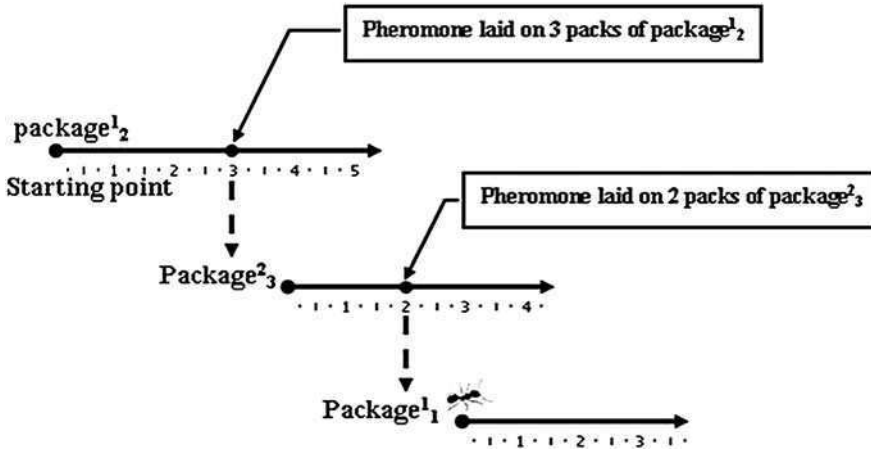 Pheromone laid on 3 packs of package¹₂
package¹₂
· ı · 1 · ı · 2 · ı · 3 · ı · 4 · ı · 5 ·
Starting point
Pheromone laid on 2 packs of package²₃
Package²₃
· ı · 1 · ı · 2 · ı · 3 · ı · 4 ·
Package¹₁
· ı · 1 · ı · 2 · ı · 3 · ı ·